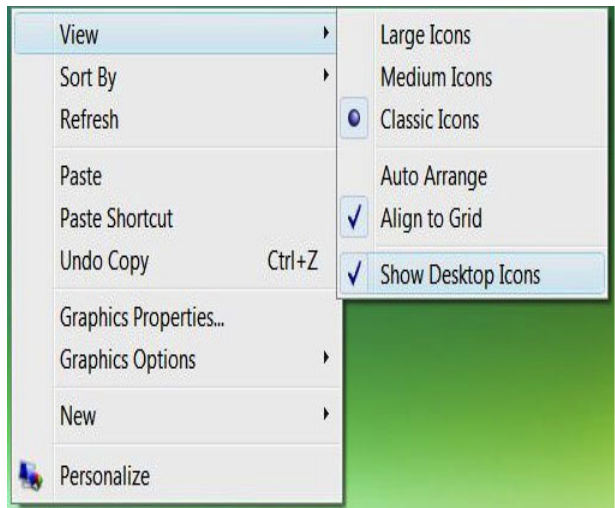 View
Sort By
Refresh
Paste
Paste Shortcut
Undo Copy Ctrl+Z
Graphics Properties...
Graphics Options
New
Personalize
Large Icons
Medium Icons
Classic Icons
Auto Arrange
Align to Grid
Show Desktop Icons